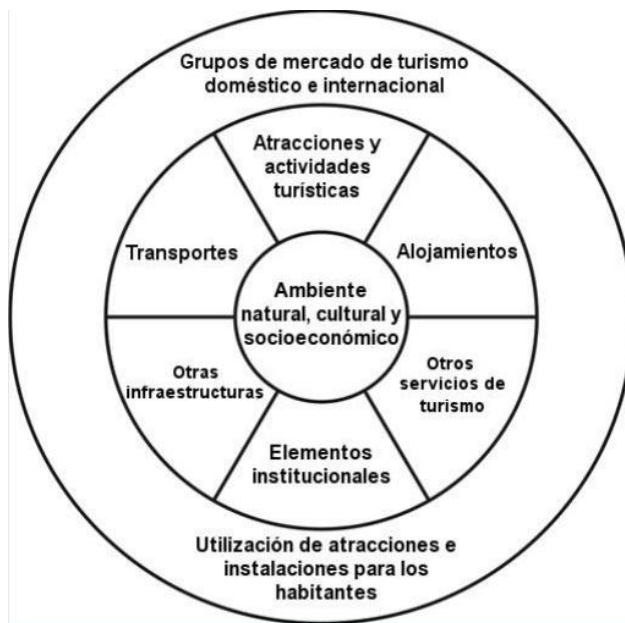 Grupos de mercado de turismo
doméstico e internacional
Atracciones y
actividades
turísticas
Transportes
Alojamientos
Ambiente
natural, cultural y
socioeconómico
Otras
infraestructuras
Otros
servicios de
turismo
Elementos
institucionales
Utilización de atracciones e
instalaciones para los
habitantes